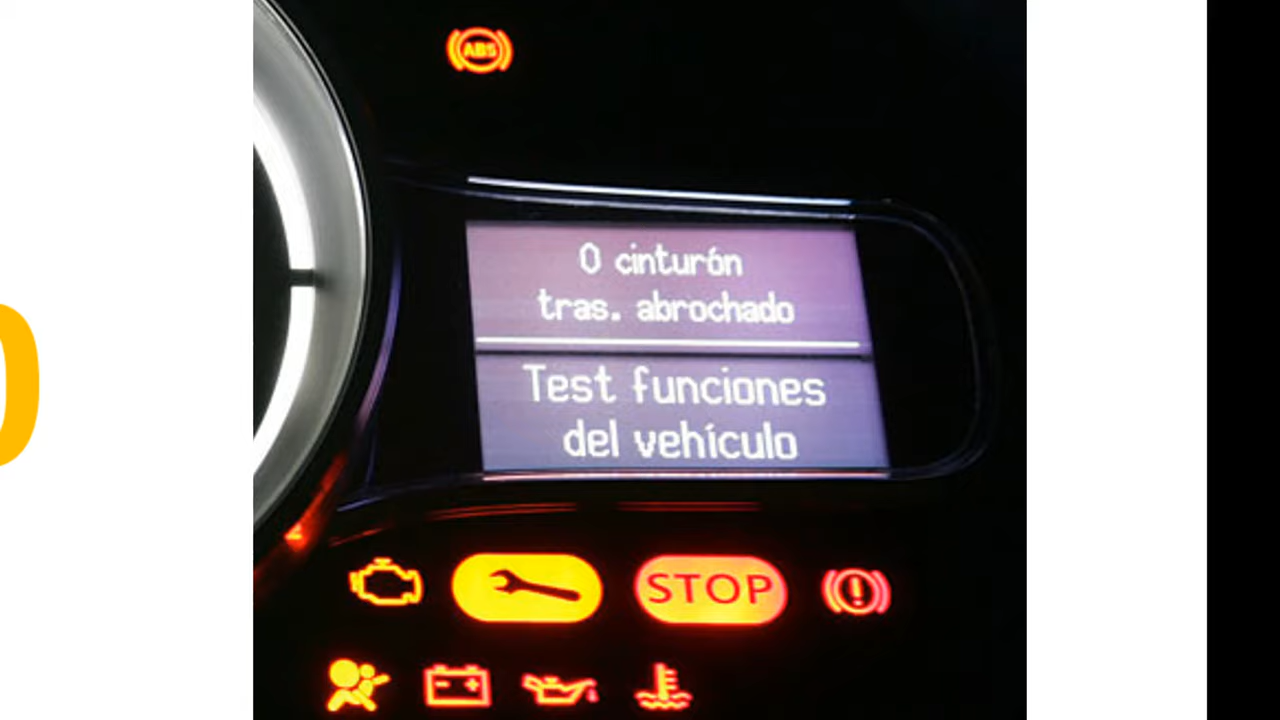 ABS
0 cinturón
tras. abrochado
Test funciones
del vehículo
STOP